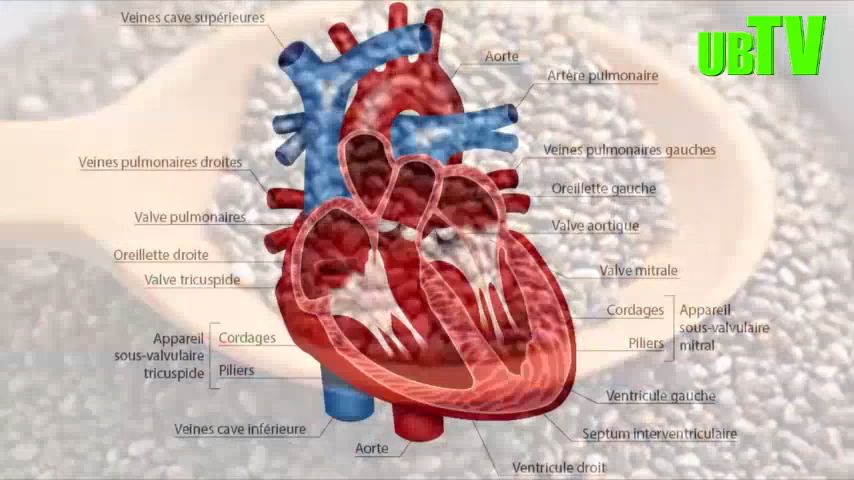 Veines cave supérieures
UBTV
Aorte
Artère pulmonaire
Veines pulmonaires gauches
Veines pulmonaires droites
Oreillette gauche
Valve pulmonaires
Valve aortique
Oreillette droite
Valve mitrale
Valve tricuspide
Cordages
Appareil
sous-valvulaire
mitral
Piliers
Appareil
sous-valvulaire
tricuspide
Cordages
Piliers
Ventricule gauche
Veines cave inférieure
Septum interventriculaire
Aorte
Ventricule droit